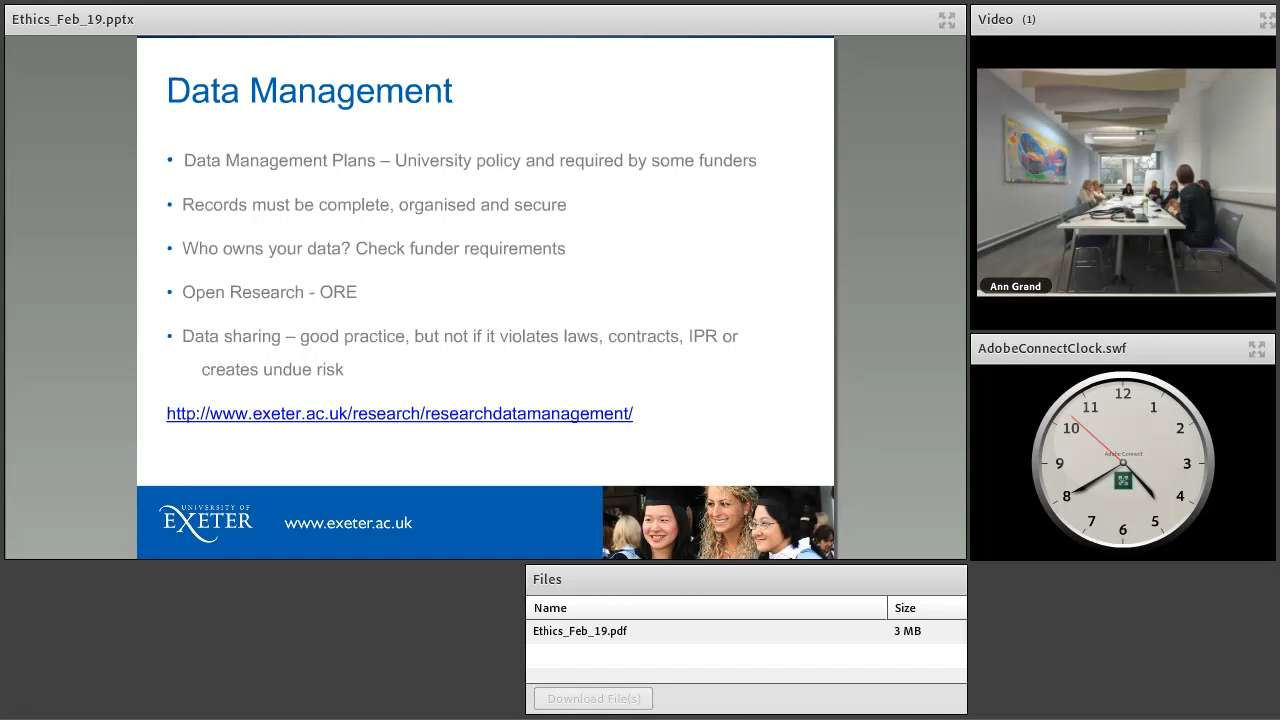 Ethics_Feb_19.pptx
Data Management
• Data Management Plans – University policy and required by some funders
• Records must be complete, organised and secure
• Who owns your data? Check funder requirements
• Open Research - ORE
• Data sharing – good practice, but not if it violates laws, contracts, IPR or
creates undue risk
http://www.exeter.ac.uk/research/researchdatamanagement/
UNIVERSITY OF
EXETER
www.exeter.ac.uk
Video (1)
Ann Grand
AdobeConnectClock.swf
12
1
2
3
4
5
6
7
8
9
10
11
Adobe Connect
Files
Name Size
Ethics_Feb_19.pdf 3 MB
Download File(s)